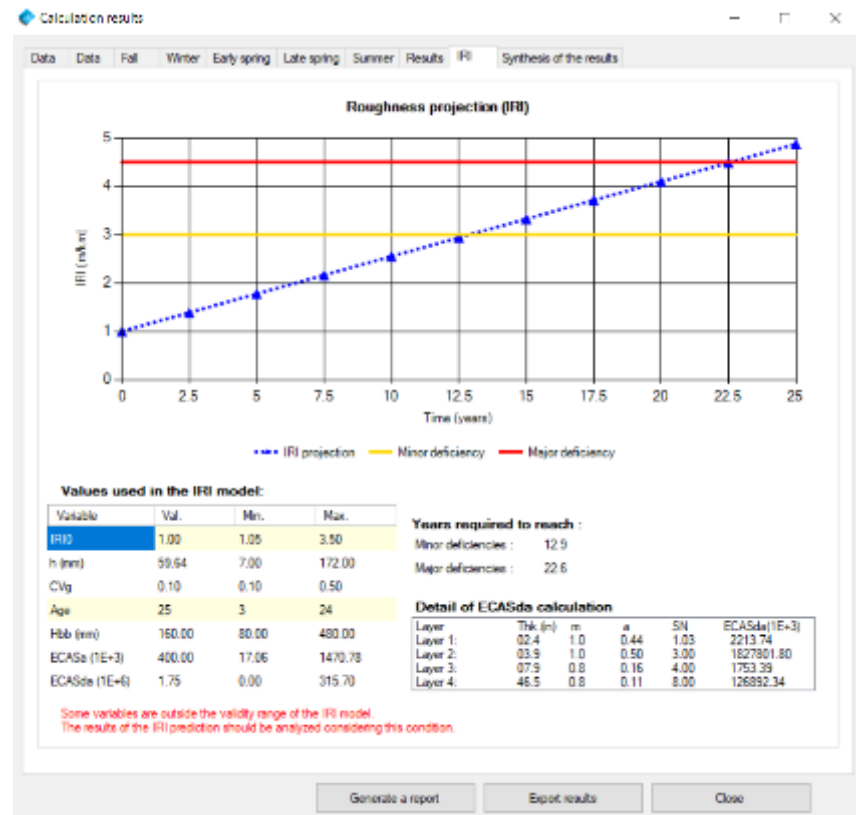 Calculation results
Data Data Fall Winter Early spring Late spring Summer Results IRI Synthesis of the results
Roughness projection (IRI)
5
4
3
2
1
0
IRI (m/km)
0 2.5 5 7.5 10 12.5 15 17.5 20 22.5 25
Time (years)
IRI projection Minor deficiency Major deficiency
Values used in the IRI model:
Variable Val. Min. Max.
IRI0 1.00 1.05 3.50
h (mm) 59.64 7.00 172.00
CVg 0.10 0.10 0.50
Age 25 3 24
Hbb (mm) 160.00 80.00 480.00
ECASa (1E+3) 400.00 17.06 1470.78
ECASda (1E+6) 1.75 0.00 315.70
Years required to reach :
Minor deficiencies : 12.9
Major deficiencies : 22.6
Detail of ECASda calculation
Layer Thk (in) m a SN ECASda(1E+3)
Layer 1: 02.4 1.0 0.44 1.03 2213.74
Layer 2: 03.9 1.0 0.50 3.00 1827801.80
Layer 3: 07.9 0.8 0.16 4.00 1753.39
Layer 4: 46.5 0.8 0.11 8.00 126892.34
Some variables are outside the validity range of the IRI model.
The results of the IRI prediction should be analyzed considering this condition.
Generate a report Export results Close